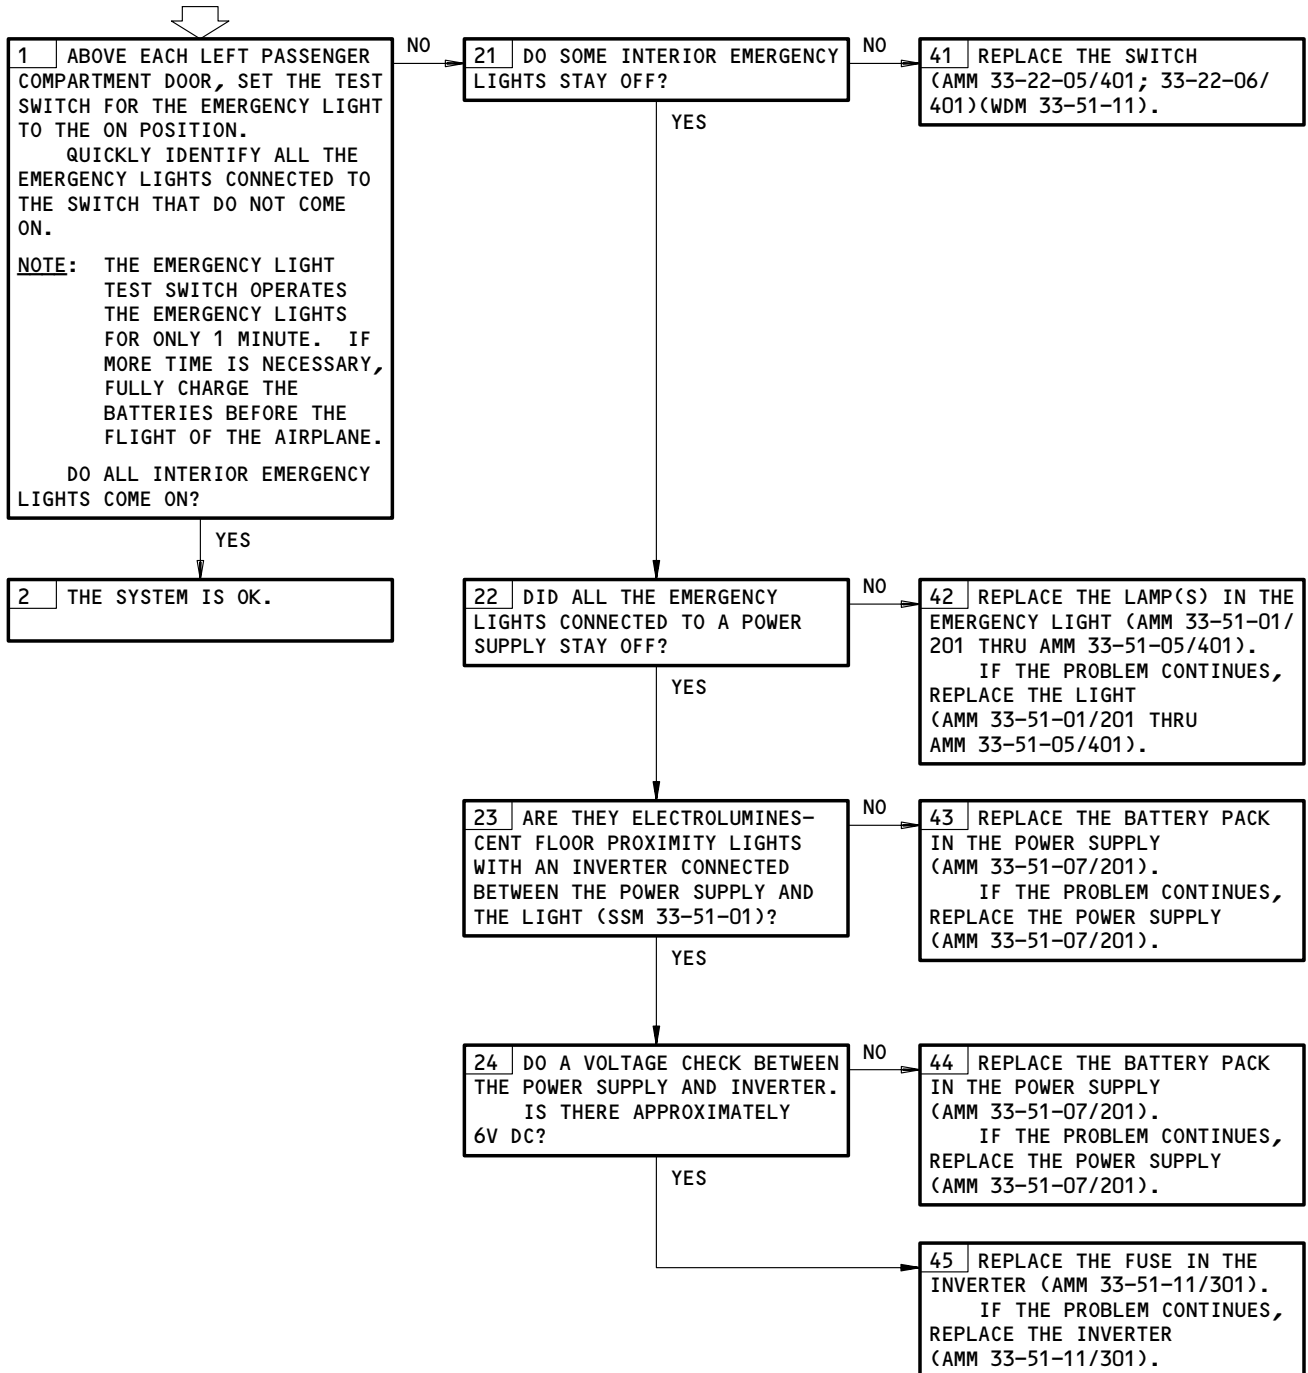 1 ABOVE EACH LEFT PASSENGER
COMPARTMENT DOOR, SET THE TEST
SWITCH FOR THE EMERGENCY LIGHT
TO THE ON POSITION.
QUICKLY IDENTIFY ALL THE
EMERGENCY LIGHTS CONNECTED TO
THE SWITCH THAT DO NOT COME
ON.
NOTE: THE EMERGENCY LIGHT
TEST SWITCH OPERATES
THE EMERGENCY LIGHTS
FOR ONLY 1 MINUTE. IF
MORE TIME IS NECESSARY,
FULLY CHARGE THE
BATTERIES BEFORE THE
FLIGHT OF THE AIRPLANE.
DO ALL INTERIOR EMERGENCY
LIGHTS COME ON?
YES
2 THE SYSTEM IS OK.
NO
21 DO SOME INTERIOR EMERGENCY
LIGHTS STAY OFF?
NO
41 REPLACE THE SWITCH
(AMM 33-22-05/401; 33-22-06/
401)(WDM 33-51-11).
YES
22 DID ALL THE EMERGENCY
LIGHTS CONNECTED TO A POWER
SUPPLY STAY OFF?
NO
42 REPLACE THE LAMP(S) IN THE
EMERGENCY LIGHT (AMM 33-51-01/
201 THRU AMM 33-51-05/401).
IF THE PROBLEM CONTINUES,
REPLACE THE LIGHT
(AMM 33-51-01/201 THRU
AMM 33-51-05/401).
YES
23 ARE THEY ELECTROLUMINES-
CENT FLOOR PROXIMITY LIGHTS
WITH AN INVERTER CONNECTED
BETWEEN THE POWER SUPPLY AND
THE LIGHT (SSM 33-51-01)?
NO
43 REPLACE THE BATTERY PACK
IN THE POWER SUPPLY
(AMM 33-51-07/201).
IF THE PROBLEM CONTINUES,
REPLACE THE POWER SUPPLY
(AMM 33-51-07/201).
YES
24 DO A VOLTAGE CHECK BETWEEN
THE POWER SUPPLY AND INVERTER.
IS THERE APPROXIMATELY
6V DC?
NO
44 REPLACE THE BATTERY PACK
IN THE POWER SUPPLY
(AMM 33-51-07/201).
IF THE PROBLEM CONTINUES,
REPLACE THE POWER SUPPLY
(AMM 33-51-07/201).
YES
45 REPLACE THE FUSE IN THE
INVERTER (AMM 33-51-11/301).
IF THE PROBLEM CONTINUES,
REPLACE THE INVERTER
(AMM 33-51-11/301).